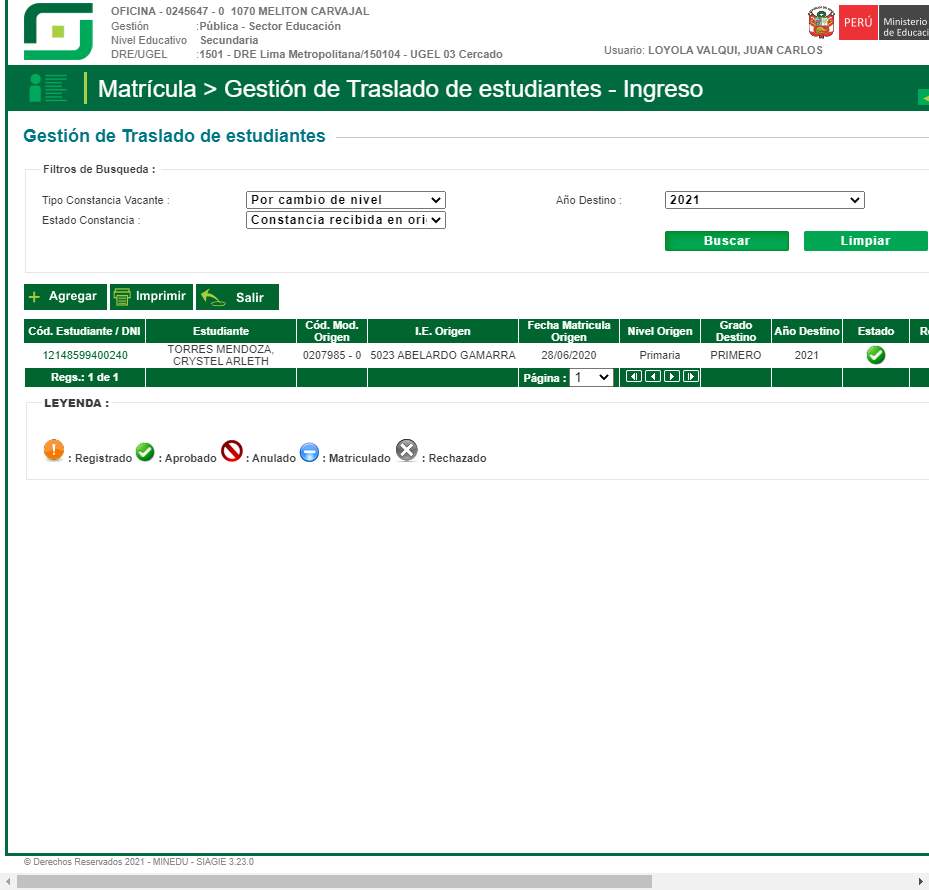 OFICINA - 0245647 - 0 1070 MELITON CARVAJAL
Gestión :Pública - Sector Educación
Nivel Educativo Secundaria
DRE/UGEL :1501 - DRE Lima Metropolitana/150104 - UGEL 03 Cercado
Usuario: LOYOLA VALQUI, JUAN CARLOS
PERÚ
Ministerio
de Educaci
Matrícula > Gestión de Traslado de estudiantes - Ingreso
Gestión de Traslado de estudiantes
Filtros de Busqueda :
Tipo Constancia Vacante : Por cambio de nivel Año Destino : 2021
Estado Constancia : Constancia recibida en ori
Buscar Limpiar
Agregar Imprimir Salir
Cód. Estudiante / DNI Estudiante Cód. Mod. Origen I.E. Origen Fecha Matricula Origen Nivel Origen Grado Destino Año Destino Estado R
12148599400240 TORRES MENDOZA, CRYSTEL ARLETH 0207985 - 0 5023 ABELARDO GAMARRA 28/06/2020 Primaria PRIMERO 2021
Regs.: 1 de 1 Página : 1
LEYENDA :
: Registrado : Aprobado : Anulado : Matriculado : Rechazado
© Derechos Reservados 2021 - MINEDU - SIAGIE 3.23.0